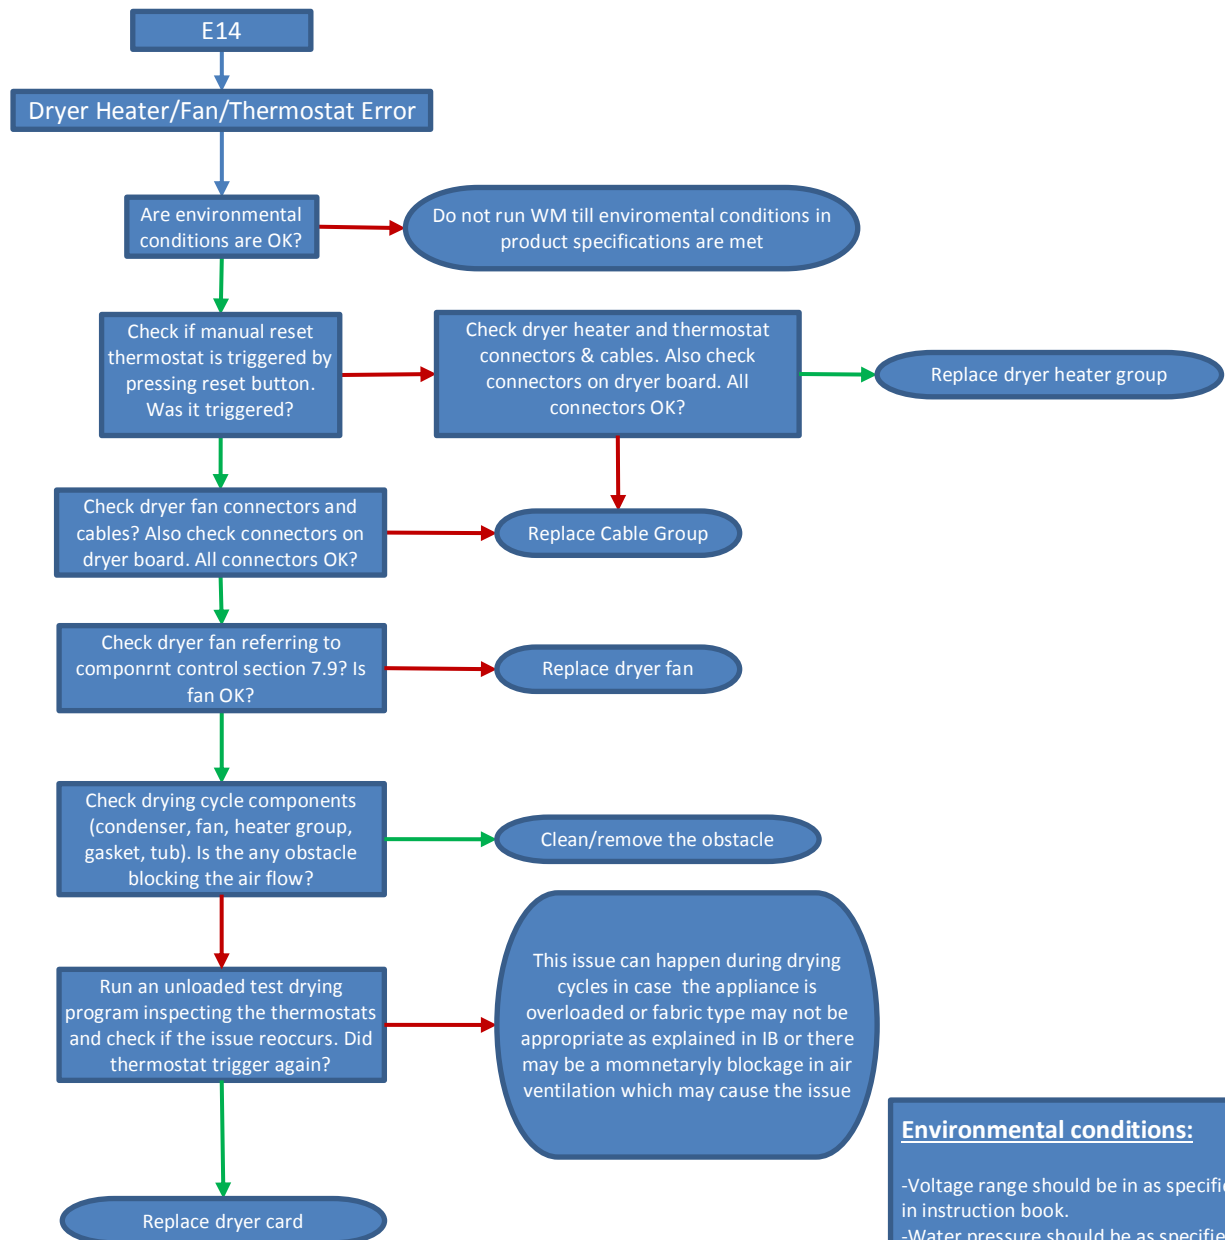 E14
Dryer Heater/Fan/Thermostat Error
Are environmental
conditions are OK?
Do not run WM till enviromental conditions in
product specifications are met
Check if manual reset
thermostat is triggered by
pressing reset button.
Was it triggered?
Check dryer heater and thermostat
connectors & cables. Also check
connectors on dryer board. All
connectors OK?
Replace dryer heater group
Check dryer fan connectors and
cables? Also check connectors on
dryer board. All connectors OK?
Replace Cable Group
Check dryer fan referring to
componrnt control section 7.9? Is
fan OK?
Replace dryer fan
Check drying cycle components
(condenser, fan, heater group,
gasket, tub). Is the any obstacle
blocking the air flow?
Clean/remove the obstacle
Run an unloaded test drying
program inspecting the thermostats
and check if the issue reoccurs. Did
thermostat trigger again?
This issue can happen during drying
cycles in case  the appliance is
overloaded or fabric type may not be
appropriate as explained in IB or there
may be a momnetaryly blockage in air
ventilation which may cause the issue
Replace dryer card
Environmental conditions:
-Voltage range should be in as specifie
in instruction book.
-Water pressure should be as specifie